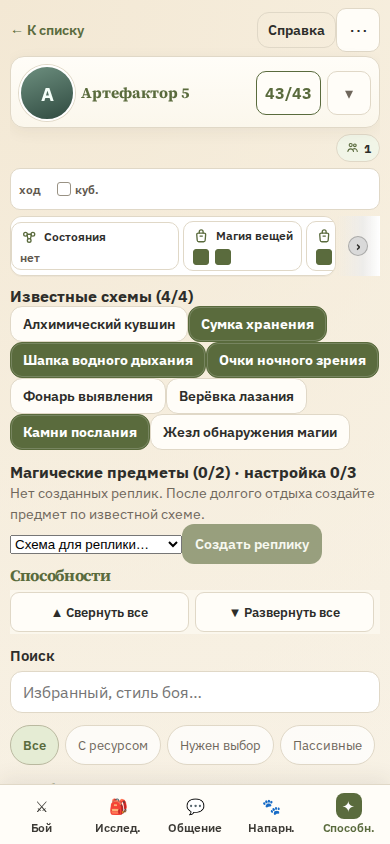 ← К списку
Справка
...
А
Артефактор 5
43/43
▼
1
ход
куб.
Состояния
нет
Магия вещей
›
Известные схемы (4/4)
Алхимический кувшин
Сумка хранения
Шапка водного дыхания
Очки ночного зрения
Фонарь выявления
Верёвка лазания
Камни послания
Жезл обнаружения магии
Магические предметы (0/2) · настройка 0/3
Нет созданных реплик. После долгого отдыха создайте
предмет по известной схеме.
Схема для реплики...
Создать реплику
Способности
▲ Свернуть все
▼ Развернуть все
Поиск
Избранный, стиль боя...
Все
С ресурсом
Нужен выбор
Пассивные
Бой
Исслед.
Общение
Напарн.
Способн.